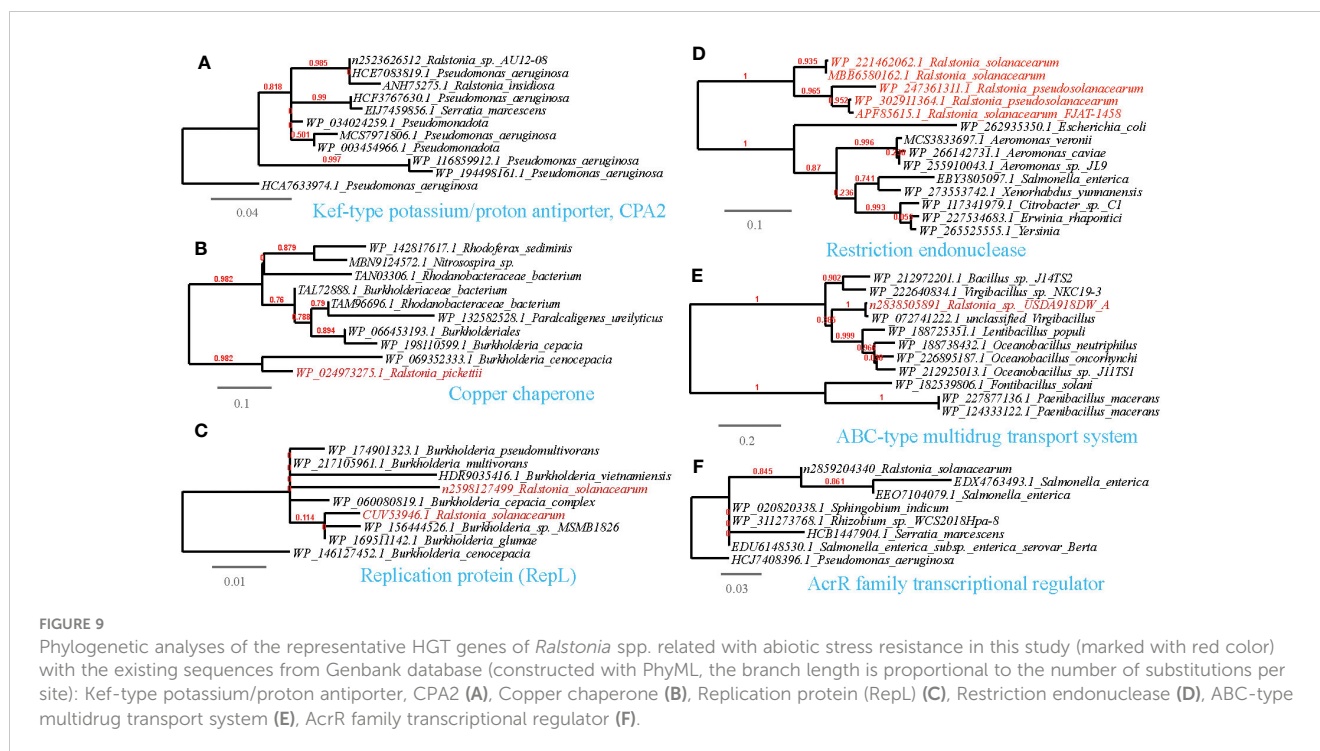 A
0.985
n2523626512_Ralstonia_sp._AU12-08
HCE7083819.1_Pseudomonas_aeruginosa
0.818
ANH75275.1_Ralstonia_insidiosa
0.99
HCF3767630.1_Pseudomonas_aeruginosa
ELJ7459856.1_Serratia_marcescens
WP_034024259.1_Pseudomonadota
0.501
MCS7971806.1_Pseudomonas_aeruginosa
WP_003454966.1_Pseudomonadota
0.997
WP_116859912.1_Pseudomonas_aeruginosa
WP_194498161.1_Pseudomonas_aeruginosa
HCA7633974.1_Pseudomonas_aeruginosa
0.04
Kef-type potassium/proton antiporter, CPA2
B
0.879
WP_142817617.1_Rhodoferax_sediminis
MBN9124572.1_Nitrosospira_sp.
0.982
TAN03306.1_Rhodanobacteraceae_bacterium
TAL72888.1_Burkholderiaceae_bacterium
0.76
0.79
TAM96696.1_Rhodanobacteraceae_bacterium
0.788
WP_132582528.1_Paralcaligenes_ureilyticus
0.894
WP_066453193.1_Burkholderiales
WP_198110599.1_Burkholderia_cepacia
0.982
WP_069352333.1_Burkholderia_cenocepacia
WP_024973275.1_Ralstonia_pickettiii
0.1
Copper chaperone
C
WP_174901323.1_Burkholderia_pseudomultivorans
WP_217105961.1_Burkholderia_multivorans
HDR9035416.1_Burkholderia_vietnamiensis
n2598127499_Ralstonia_solanacearum
WP_060080819.1_Burkholderia_cepacia_complex
0.114
CUV53946.1_Ralstonia_solanacearum
WP_156444526.1_Burkholderia_sp._MSMB1826
WP_169511142.1_Burkholderia_glumae
WP_146127452.1_Burkholderia_cenocepacia
0.01
Replication protein (RepL)
D
0.935
WP_221462062.1_Ralstonia_solanacearum
MBB6580162.1_Ralstonia_solanacearum
1
0.965
WP_247361311.1_Ralstonia_pseudosolanacearum
0.952
WP_302911364.1_Ralstonia_pseudosolanacearum
APF85615.1_Ralstonia_solanacearum_FJAT-1458
WP_262935350.1_Escherichia_coli
1
0.996
MCS3833697.1_Aeromonas_veronii
WP_266142731.1_Aeromonas_caviae
WP_255910043.1_Aeromonas_sp._JL9
0.87
0.741
EBY3805097.1_Salmonella_enterica
0.236
WP_273553742.1_Xenorhabdus_yunnanensis
0.993
WP_117341979.1_Citrobacter_sp._C1
WP_227534683.1_Erwinia_rhapontici
WP_265525555.1_Yersinia
0.1
Restriction endonuclease
E
0.902
WP_212972201.1_Bacillus_sp._J14TS2
WP_222640834.1_Virgibacillus_sp._NKC19-3
1
1
n2838505891_Ralstonia_sp._USDA918DW_A
WP_072741222.1_unclassified_Virgibacillus
0.999
WP_188725351.1_Lentibacillus_populi
WP_188738432.1_Oceanobacillus_neutriphilus
WP_226895187.1_Oceanobacillus_oncorhynchi
WP_212925013.1_Oceanobacillus_sp._J11TS1
WP_182539806.1_Fontibacillus_solani
1
1
WP_227877136.1_Paenibacillus_macerans
WP_124333122.1_Paenibacillus_macerans
0.2
ABC-type multidrug transport system
F
0.845
n2859204340_Ralstonia_solanacearum
0.861
EDX4763493.1_Salmonella_enterica
EEO7104079.1_Salmonella_enterica
WP_020820338.1_Sphingobium_indicum
WP_311273768.1_Rhizobium_sp._WCS2018Hpa-8
HCB1447904.1_Serratia_marcescens
EDU6148530.1_Salmonella_enterica_subsp._enterica_serovar_Berta
HCJ7408396.1_Pseudomonas_aeruginosa
0.03
AcrR family transcriptional regulator
FIGURE 9
Phylogenetic analyses of the representative HGT genes of Ralstonia spp. related with abiotic stress resistance in this study (marked with red color)
with the existing sequences from Genbank database (constructed with PhyML, the branch length is proportional to the number of substitutions per
site): Kef-type potassium/proton antiporter, CPA2 (A), Copper chaperone (B), Replication protein (RepL) (C), Restriction endonuclease (D), ABC-type
multidrug transport system (E), AcrR family transcriptional regulator (F).